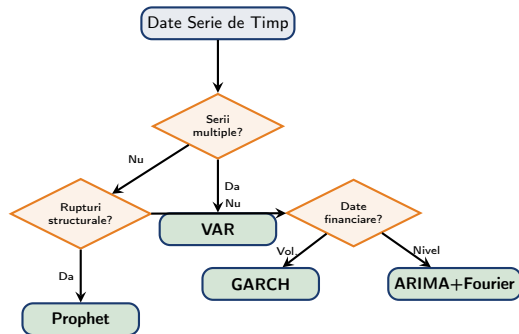 Date Serie de Timp
Serii
multiple?
Nu
Da
Nu
Rupturi
structurale?
VAR
Date
financiare?
Da
Vol.
Nivel
GARCH
ARIMA+Fourier
Prophet